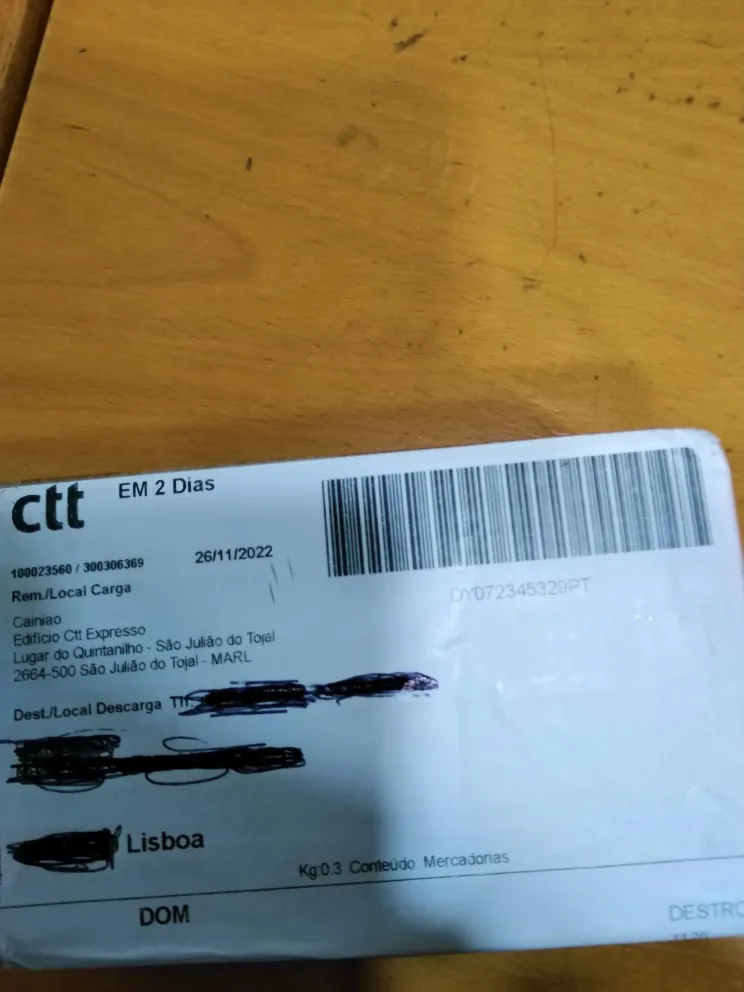 ctt EM 2 Dias
100023560 / 300306369 26/11/2022
DY072345329PT
Rem./Local Carga
Cainiao
Edificio Ctt Expresso
Lugar do Quintanilho - São Julião do Tojal
2664-500 São Julião do Tojal - MARL
Dest./Local Descarga
Lisboa
Kg:0.3 Conteúdo Mercadorias
DOM